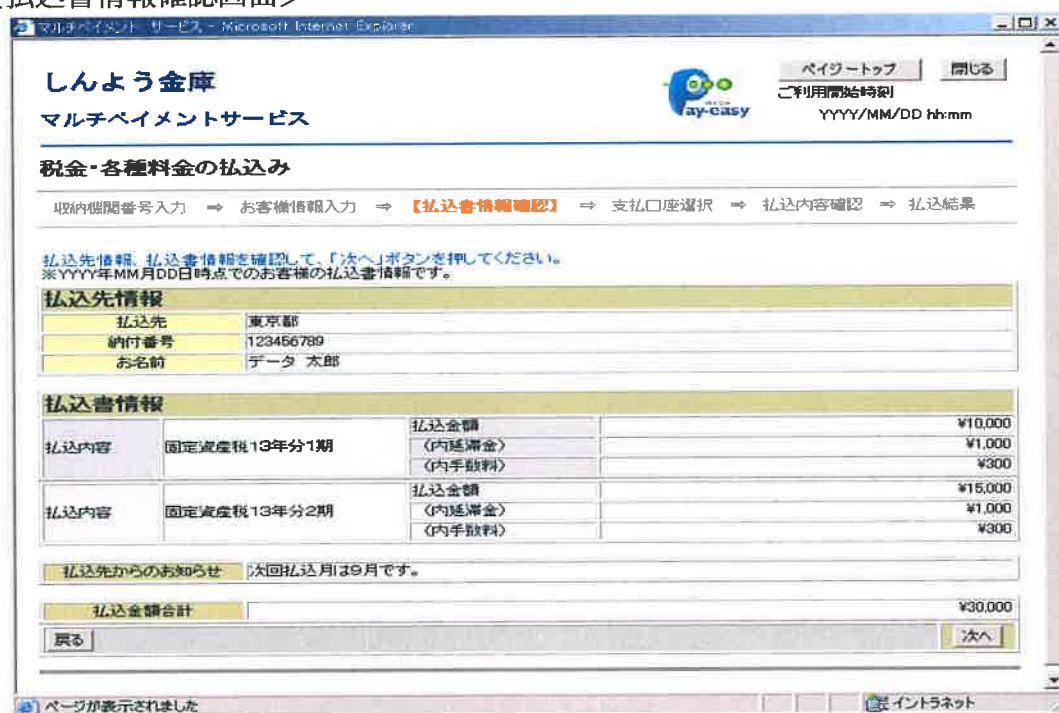 払込書情報確認画面>
マルチペイメント サービス - Microsoft Internet Explorer
しんよう金庫
マルチペイメントサービス
Pay-easy
ペイジートップ 閉じる
ご利用開始時刻
YYYY/MM/DD hh:mm
税金・各種料金の払込み
収納機関番号入力 ⇒ お客様情報入力 ⇒ 【払込書情報確認】 ⇒ 支払口座選択 ⇒ 払込内容確認 ⇒ 払込結果
払込先情報、払込書情報を確認して、「次へ」ボタンを押してください。
※YYYY年MM月DD日時点でのお客様の払込書情報です。
払込先情報
払込先 東京都
納付番号 123456789
お名前 データ 太郎
払込書情報
払込内容 固定資産税13年分1期 払込金額 ¥10,000
(内延滞金) ¥1,000
(内手数料) ¥300
払込内容 固定資産税13年分2期 払込金額 ¥15,000
(内延滞金) ¥1,000
(内手数料) ¥300
払込先からのお知らせ 次回払込月は9月です。
払込金額合計 ¥30,000
戻る 次へ
ページが表示されました イントラネット